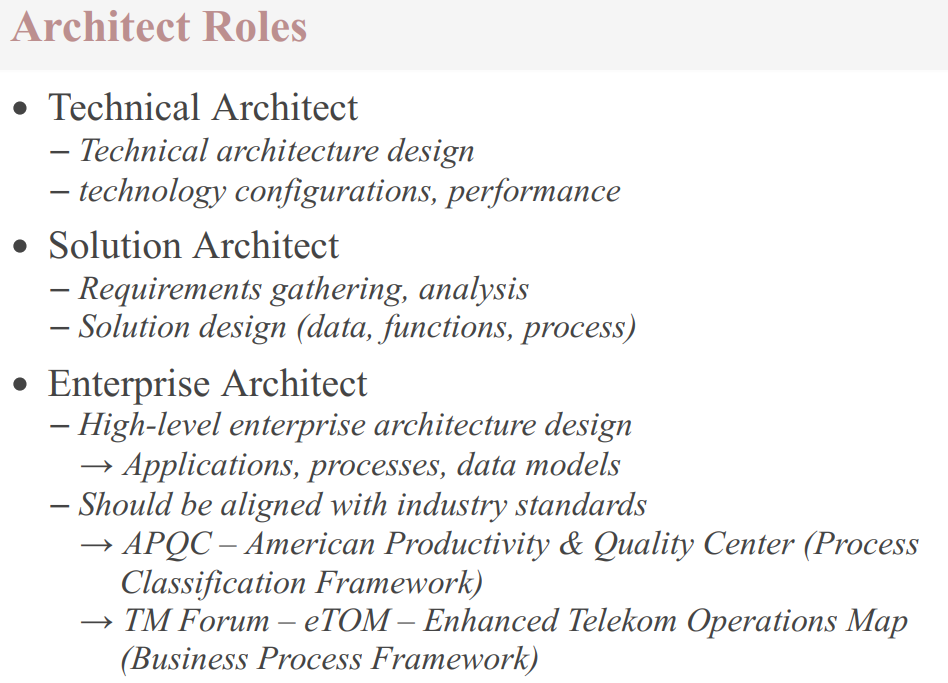 Architect Roles
• Technical Architect
– Technical architecture design
– technology configurations, performance
• Solution Architect
– Requirements gathering, analysis
– Solution design (data, functions, process)
• Enterprise Architect
– High-level enterprise architecture design
→ Applications, processes, data models
– Should be aligned with industry standards
→ APQC – American Productivity & Quality Center (Process
Classification Framework)
→ TM Forum – eTOM – Enhanced Telekom Operations Map
(Business Process Framework)